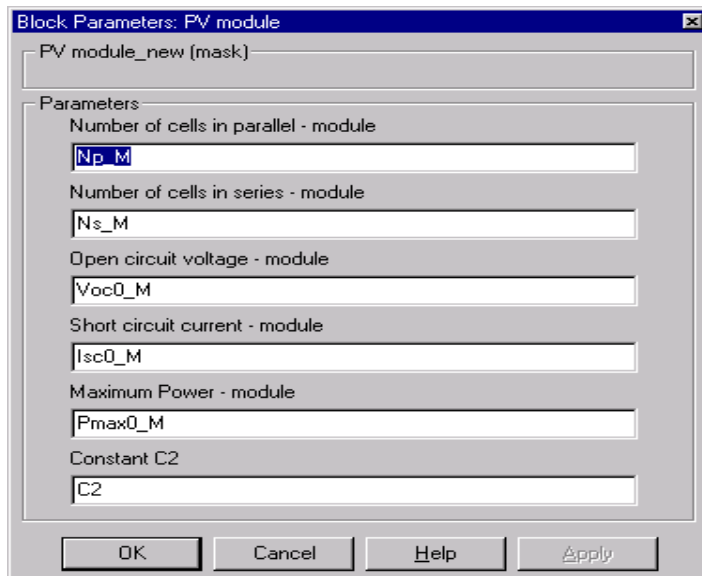 Block Parameters: PV module
PV module_new (mask)
Parameters
Number of cells in parallel - module
Np_M
Number of cells in series - module
Ns_M
Open circuit voltage - module
Voc0_M
Short circuit current - module
Isc0_M
Maximum Power - module
Pmax0_M
Constant C2
C2
OK Cancel Help Apply